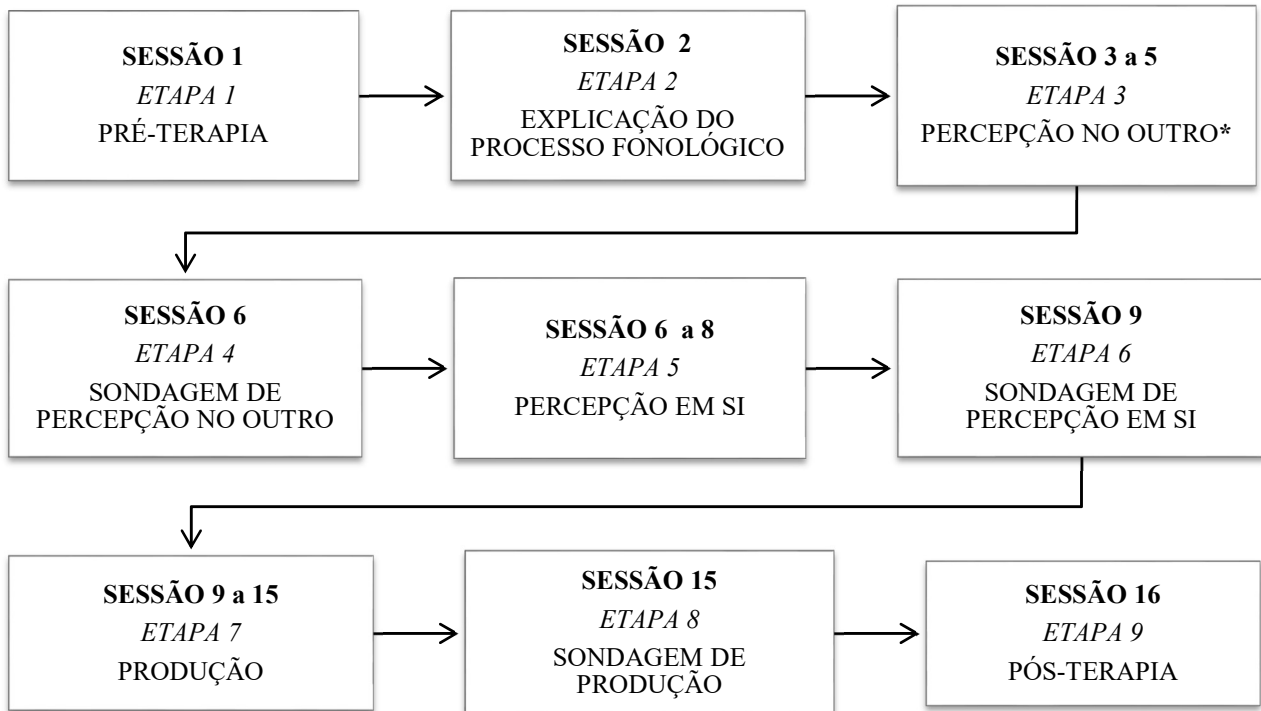 SESSÃO 1
ETAPA 1
PRÉ-TERAPIA
SESSÃO 2
ETAPA 2
EXPLICAÇÃO DO
PROCESSO FONOLÓGICO
SESSÃO 3 a 5
ETAPA 3
PERCEPÇÃO NO OUTRO*
SESSÃO 6
ETAPA 4
SONDAGEM DE
PERCEPÇÃO NO OUTRO
SESSÃO 6 a 8
ETAPA 5
PERCEPÇÃO EM SI
SESSÃO 9
ETAPA 6
SONDAGEM DE
PERCEPÇÃO EM SI
SESSÃO 9 a 15
ETAPA 7
PRODUÇÃO
SESSÃO 15
ETAPA 8
SONDAGEM DE
PRODUÇÃO
SESSÃO 16
ETAPA 9
PÓS-TERAPIA